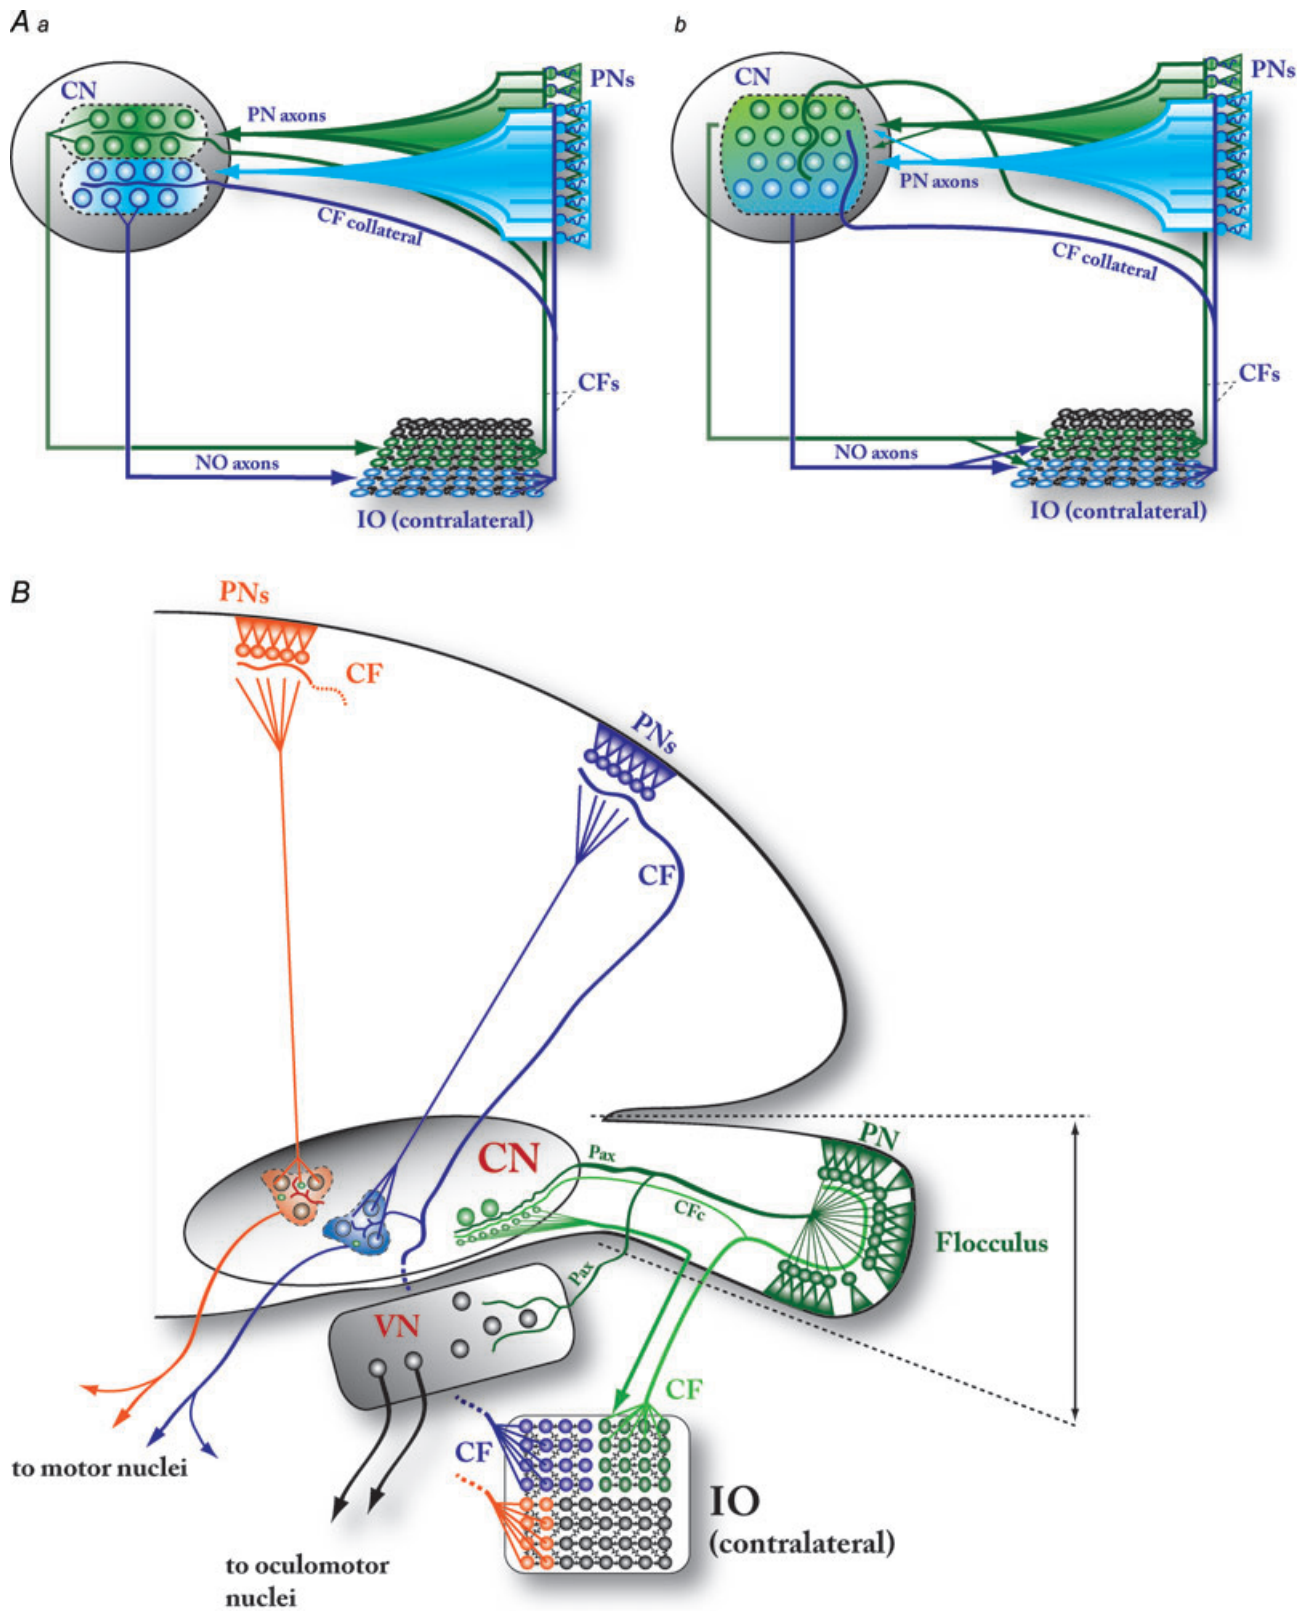 A a
b
CN
PN axons
PNs
CF collateral
CFs
NO axons
IO (contralateral)
CN
PN axons
PNs
CF collateral
CFs
NO axons
IO (contralateral)
B
PNs
CF
PNs
CF
CN
Pax
PN
CFc
Flocculus
Pax
VN
CF
CF
to motor nuclei
IO
(contralateral)
to oculomotor
nuclei